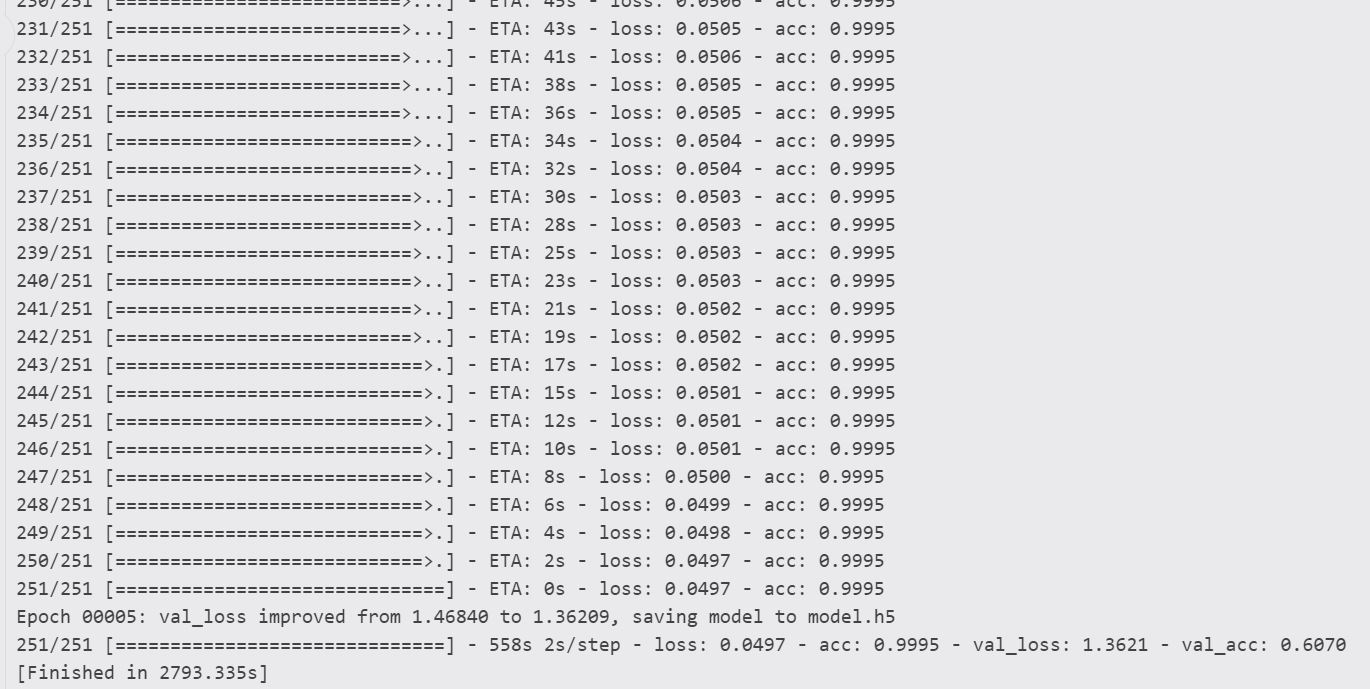 230/251 [==========================>...] - ETA: 45s - loss: 0.0506 - acc: 0.9995
231/251 [==========================>...] - ETA: 43s - loss: 0.0505 - acc: 0.9995
232/251 [==========================>...] - ETA: 41s - loss: 0.0506 - acc: 0.9995
233/251 [==========================>...] - ETA: 38s - loss: 0.0505 - acc: 0.9995
234/251 [==========================>...] - ETA: 36s - loss: 0.0505 - acc: 0.9995
235/251 [===========================>..] - ETA: 34s - loss: 0.0504 - acc: 0.9995
236/251 [===========================>..] - ETA: 32s - loss: 0.0504 - acc: 0.9995
237/251 [===========================>..] - ETA: 30s - loss: 0.0503 - acc: 0.9995
238/251 [===========================>..] - ETA: 28s - loss: 0.0503 - acc: 0.9995
239/251 [===========================>..] - ETA: 25s - loss: 0.0503 - acc: 0.9995
240/251 [===========================>..] - ETA: 23s - loss: 0.0503 - acc: 0.9995
241/251 [===========================>..] - ETA: 21s - loss: 0.0502 - acc: 0.9995
242/251 [===========================>..] - ETA: 19s - loss: 0.0502 - acc: 0.9995
243/251 [============================>.] - ETA: 17s - loss: 0.0502 - acc: 0.9995
244/251 [============================>.] - ETA: 15s - loss: 0.0501 - acc: 0.9995
245/251 [============================>.] - ETA: 12s - loss: 0.0501 - acc: 0.9995
246/251 [============================>.] - ETA: 10s - loss: 0.0501 - acc: 0.9995
247/251 [============================>.] - ETA: 8s - loss: 0.0500 - acc: 0.9995
248/251 [============================>.] - ETA: 6s - loss: 0.0499 - acc: 0.9995
249/251 [============================>.] - ETA: 4s - loss: 0.0498 - acc: 0.9995
250/251 [============================>.] - ETA: 2s - loss: 0.0497 - acc: 0.9995
251/251 [==============================] - ETA: 0s - loss: 0.0497 - acc: 0.9995
Epoch 00005: val_loss improved from 1.46840 to 1.36209, saving model to model.h5
251/251 [==============================] - 558s 2s/step - loss: 0.0497 - acc: 0.9995 - val_loss: 1.3621 - val_acc: 0.6070
[Finished in 2793.335s]